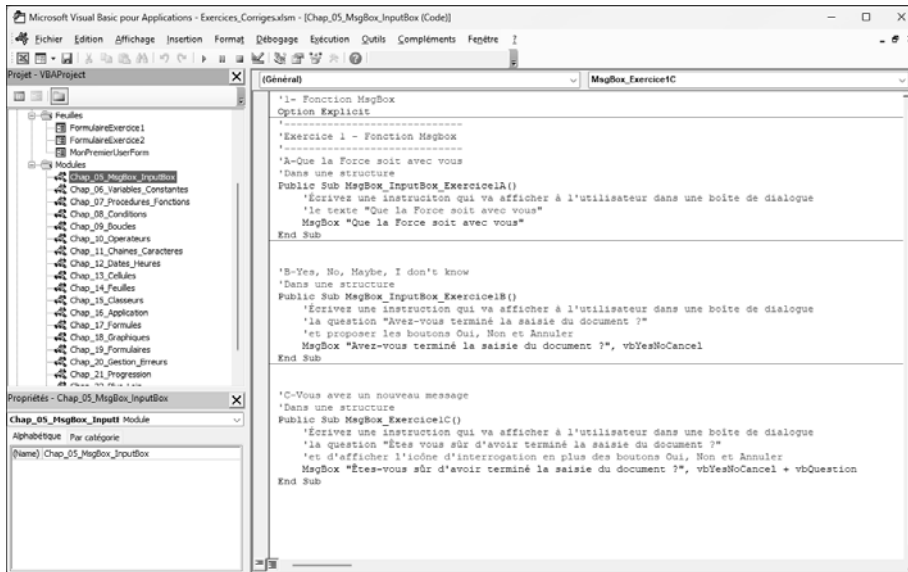 Microsoft Visual Basic pour Applications - Exercices_Corriges.xlsm - [Chap_05_MsgBox_InputBox (Code)]
Fichier Edition Affichage Insertion Format Débogage Exécution Outils Compléments Fenêtre ?
Projet - VBAProject
Feuilles
FormulaireExercice1
FormulaireExercice2
MonPremierUserForm
Modules
Chap_05_MsgBox_InputBox
Chap_06_Variables_Constantes
Chap_07_Procedures_Fonctions
Chap_08_Conditions
Chap_09_Boucles
Chap_10_Operateurs
Chap_11_Chaines_Caracteres
Chap_12_Dates_Heures
Chap_13_Cellules
Chap_14_Feuilles
Chap_15_Classeurs
Chap_16_Application
Chap_17_Formules
Chap_18_Graphiques
Chap_19_Formulaires
Chap_20_Gestion_Erreurs
Chap_21_Progression
Propriétés - Chap_05_MsgBox_InputBox
Chap_05_MsgBox_InputI Module
Alphabétique Par catégorie
(Name) Chap_05_MsgBox_InputBox
(Général) MsgBox_Exercice1C
'1- Fonction MsgBox
Option Explicit
'------------------------------
'Exercice 1 - Fonction Msgbox
'------------------------------
'A-Que la Force soit avec vous
'Dans une structure
Public Sub MsgBox_InputBox_Exercice1A()
'Écrivez une instruciton qui va afficher à l'utilisateur dans une boîte de dialogue
'le texte "Que la Force soit avec vous"
MsgBox "Que la Force soit avec vous"
End Sub
'B-Yes, No, Maybe, I don't know
'Dans une structure
Public Sub MsgBox_InputBox_Exercice1B()
'Écrivez une instruction qui va afficher à l'utilisateur dans une boîte de dialogue
'la question "Avez-vous terminé la saisie du document ?"
'et proposer les boutons Oui, Non et Annuler
MsgBox "Avez-vous terminé la saisie du document ?", vbYesNoCancel
End Sub
'C-Vous avez un nouveau message
'Dans une structure
Public Sub MsgBox_Exercice1C()
'Écrivez une instruction qui va afficher à l'utilisateur dans une boîte de dialogue
'la question "Êtes vous sûr d'avoir terminé la saisie du document ?"
'et d'afficher l'icône d'interrogation en plus des boutons Oui, Non et Annuler
MsgBox "Êtes-vous sûr d'avoir terminé la saisie du document ?", vbYesNoCancel + vbQuestion
End Sub